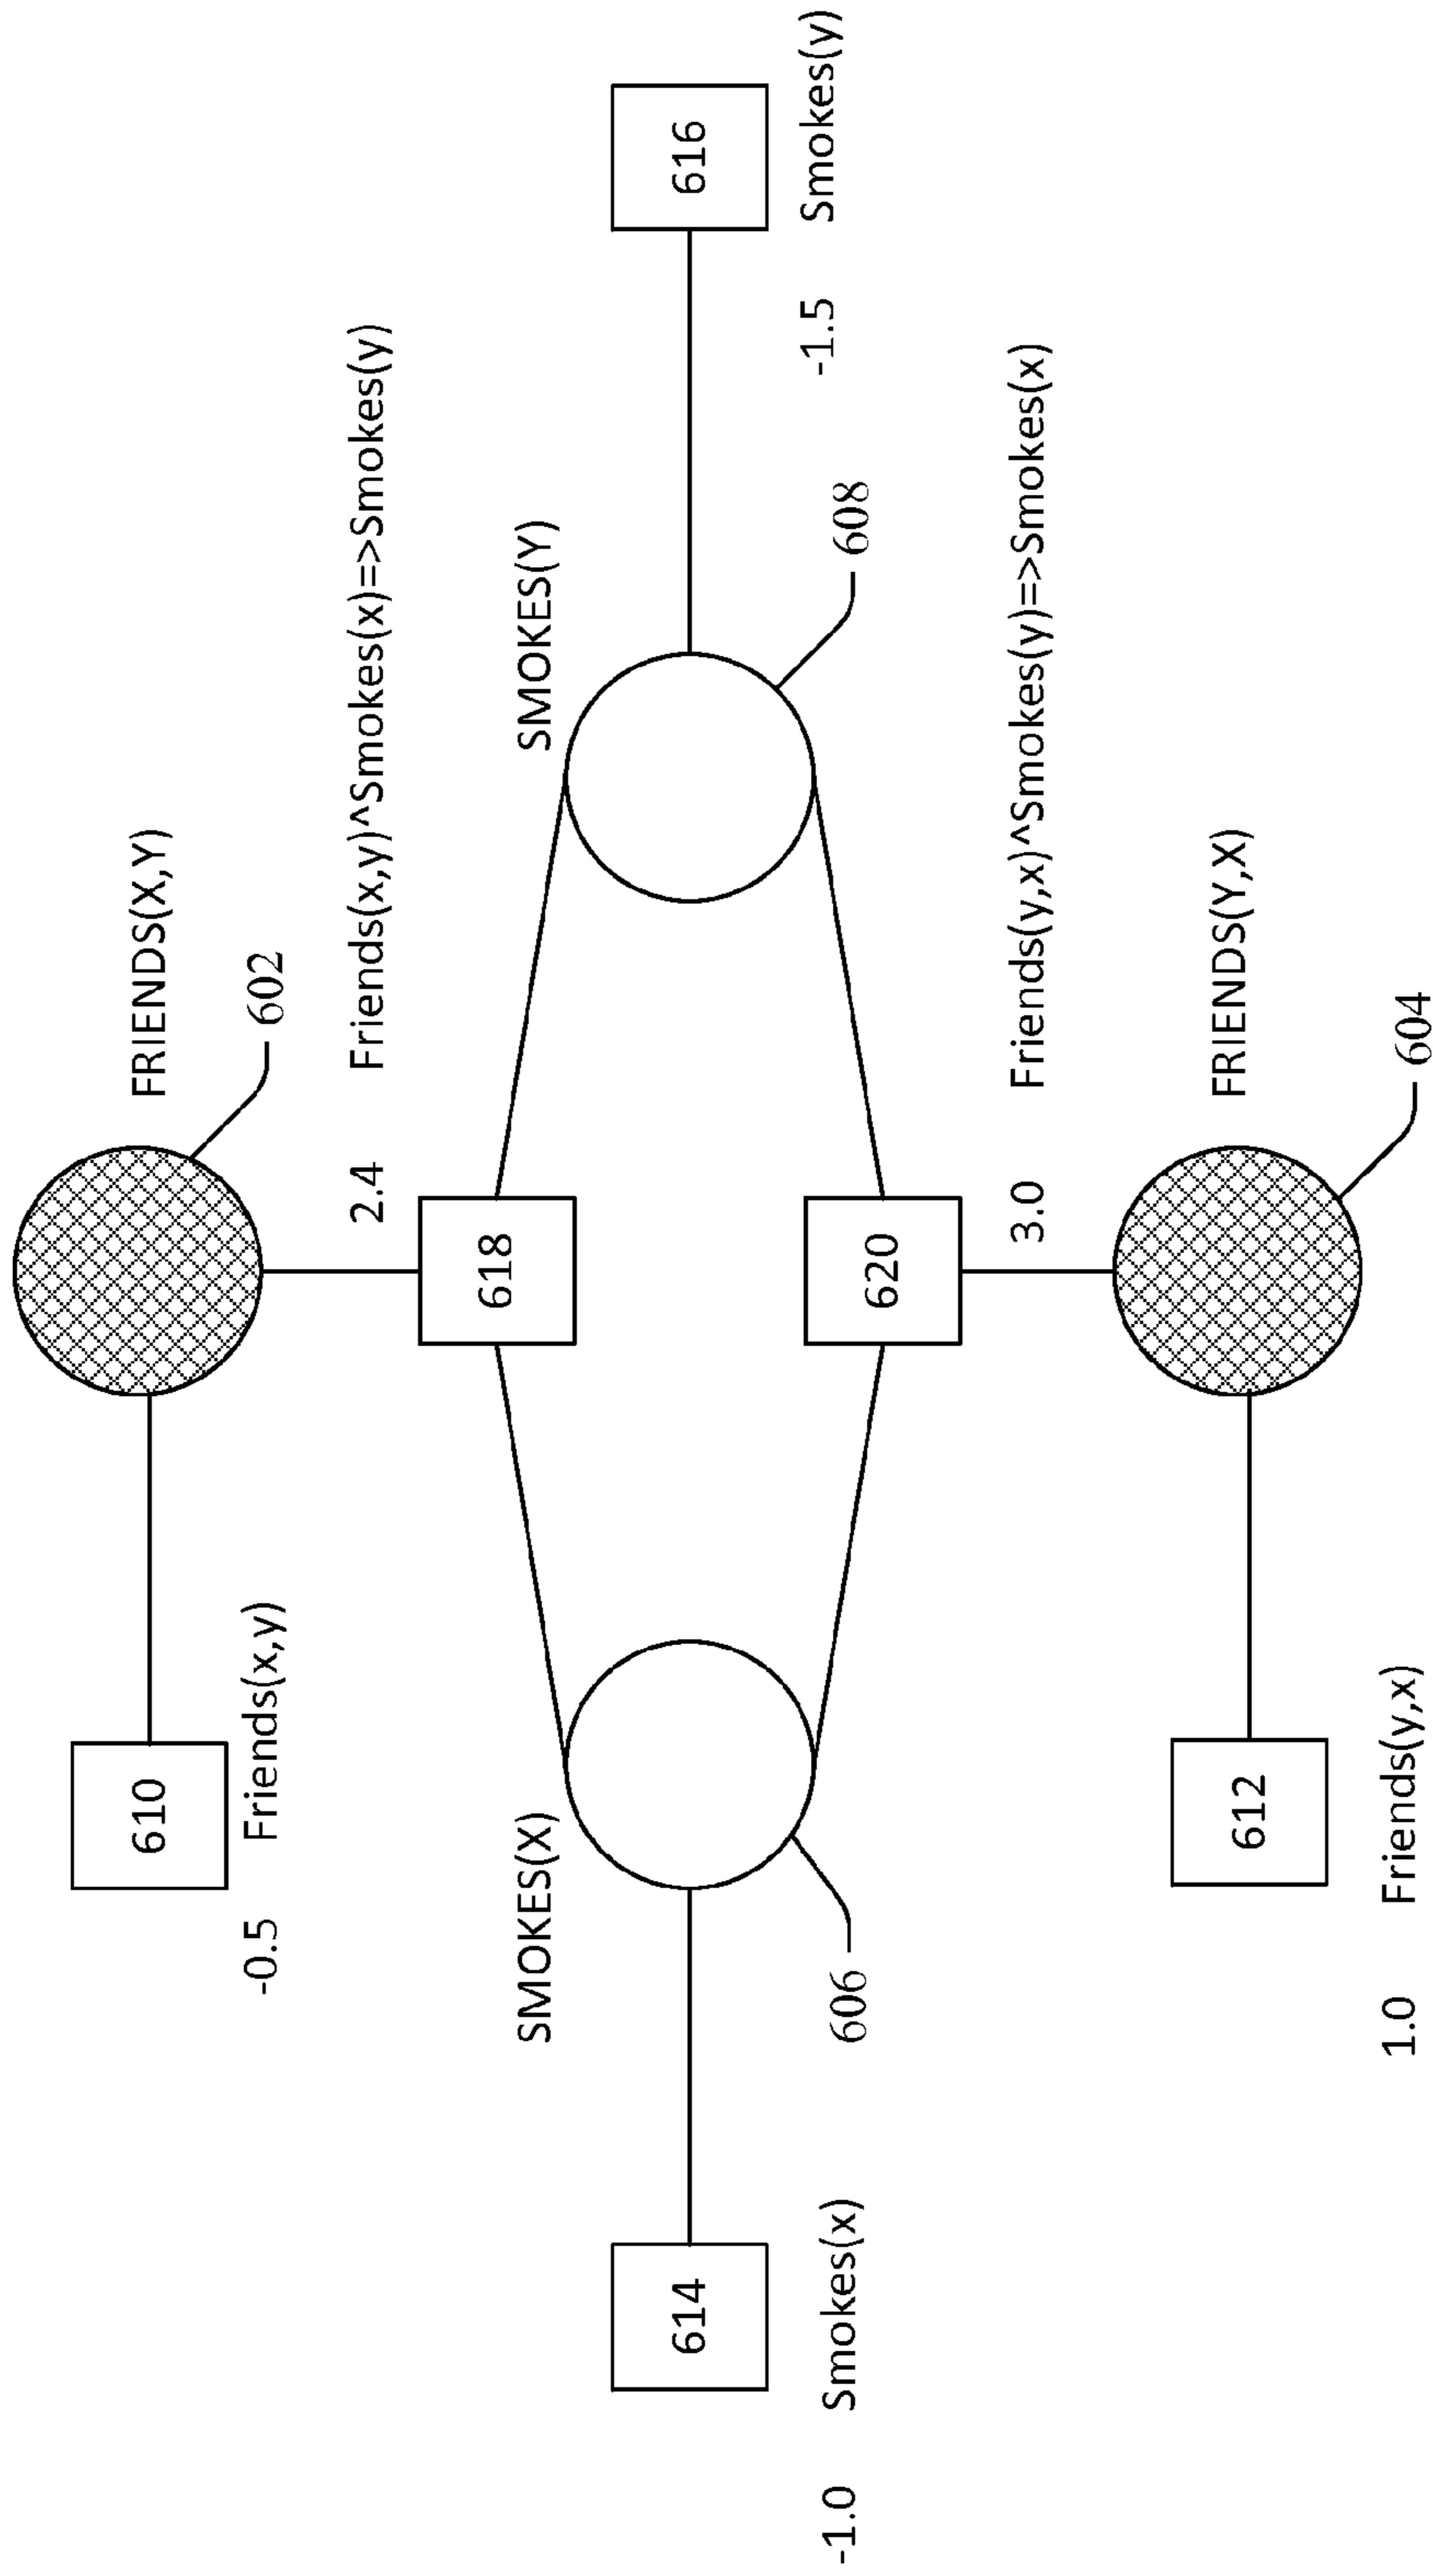 FRIENDS(X,Y)
602
610
-0.5 Friends(x,y)
2.4 Friends(x,y)^Smokes(x)=>Smokes(y)
618
SMOKES(X)
SMOKES(Y)
614
616
-1.0 Smokes(x)
606
608
-1.5 Smokes(y)
620
3.0 Friends(y,x)^Smokes(y)=>Smokes(x)
FRIENDS(Y,X)
612
604
1.0 Friends(y,x)